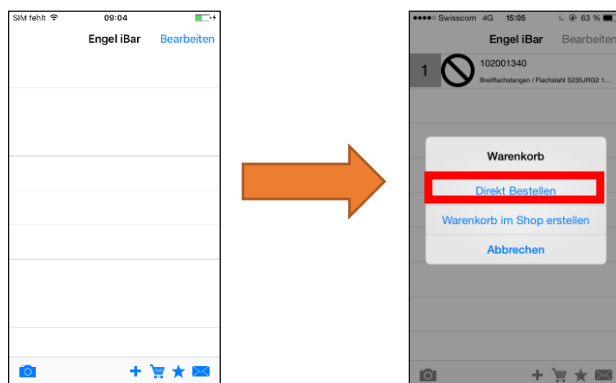 SIM fehlt 09:04
Engel iBar Bearbeiten
Swisscom 4G 15:05 63 %
Engel iBar Bearbeiten
1
102001340
Breitflachstangen / Flachstahl S235JRG2 1...
Warenkorb
Direkt Bestellen
Warenkorb im Shop erstellen
Abbrechen